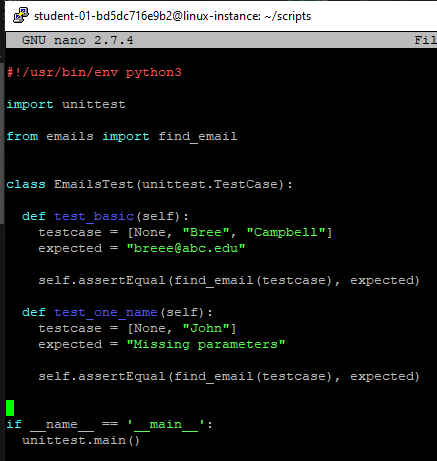 student-01-bd5dc716e9b2@linux-instance: ~/scripts
GNU nano 2.7.4 Fil
#!/usr/bin/env python3
import unittest
from emails import find_email
class EmailsTest(unittest.TestCase):
def test_basic(self):
testcase = [None, "Bree", "Campbell"]
expected = "breee@abc.edu"
self.assertEqual(find_email(testcase), expected)
def test_one_name(self):
testcase = [None, "John"]
expected = "Missing parameters"
self.assertEqual(find_email(testcase), expected)
if __name__ == '__main__':
unittest.main()